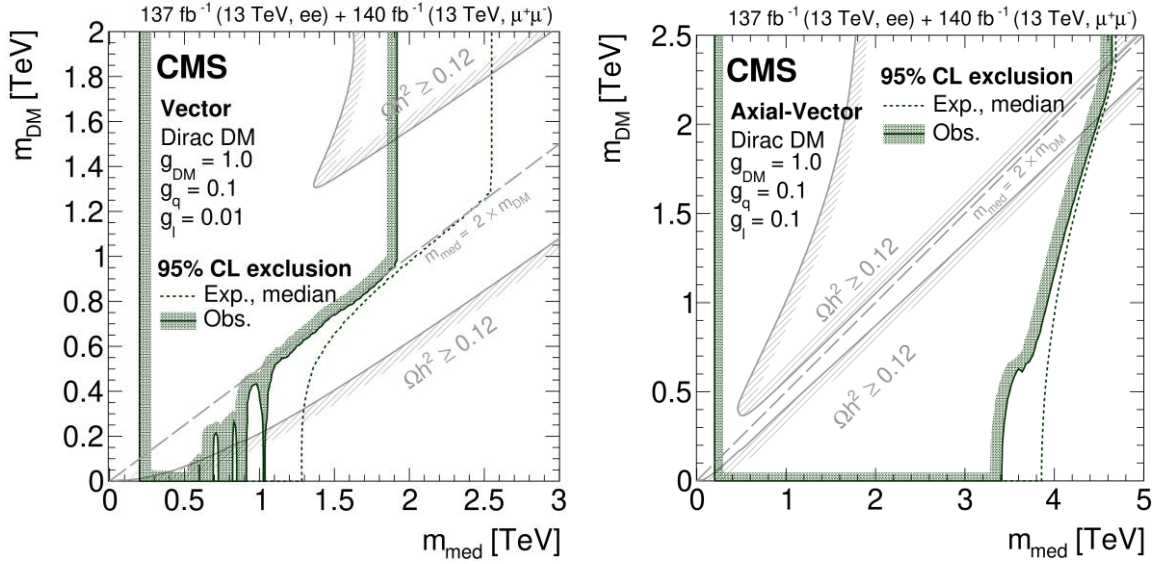 137 fb⁻¹ (13 TeV, ee) + 140 fb⁻¹ (13 TeV, μ⁺μ⁻)
m_DM [TeV]
2
1.8
1.6
1.4
1.2
1
0.8
0.6
0.4
0.2
0
CMS
Vector
Dirac DM
g_DM = 1.0
g_q = 0.1
g_l = 0.01
95% CL exclusion
Exp., median
Obs.
Ωh² ≥ 0.12
m_med = 2 × m_DM
Ωh² ≥ 0.12
0 0.5 1 1.5 2 2.5 3
m_med [TeV]
137 fb⁻¹ (13 TeV, ee) + 140 fb⁻¹ (13 TeV, μ⁺μ⁻)
m_DM [TeV]
2.5
2
1.5
1
0.5
0
CMS
Axial-Vector
Dirac DM
g_DM = 1.0
g_q = 0.1
g_l = 0.1
95% CL exclusion
Exp., median
Obs.
m_med = 2 × m_DM
Ωh² ≥ 0.12
Ωh² ≥ 0.12
0 1 2 3 4 5
m_med [TeV]